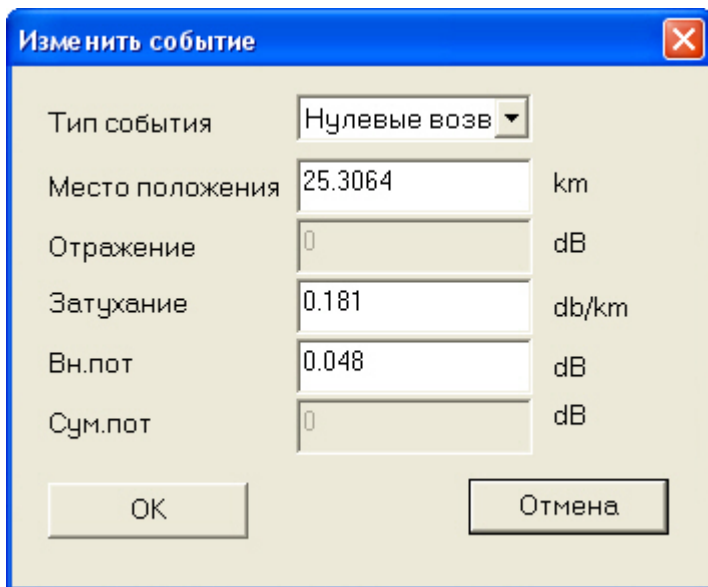 Изменить событие
Тип события Нулевые возв
Место положения 25.3064 km
Отражение 0 dB
Затухание 0.181 db/km
Вн.пот 0.048 dB
Сум.пот 0 dB
OK Отмена